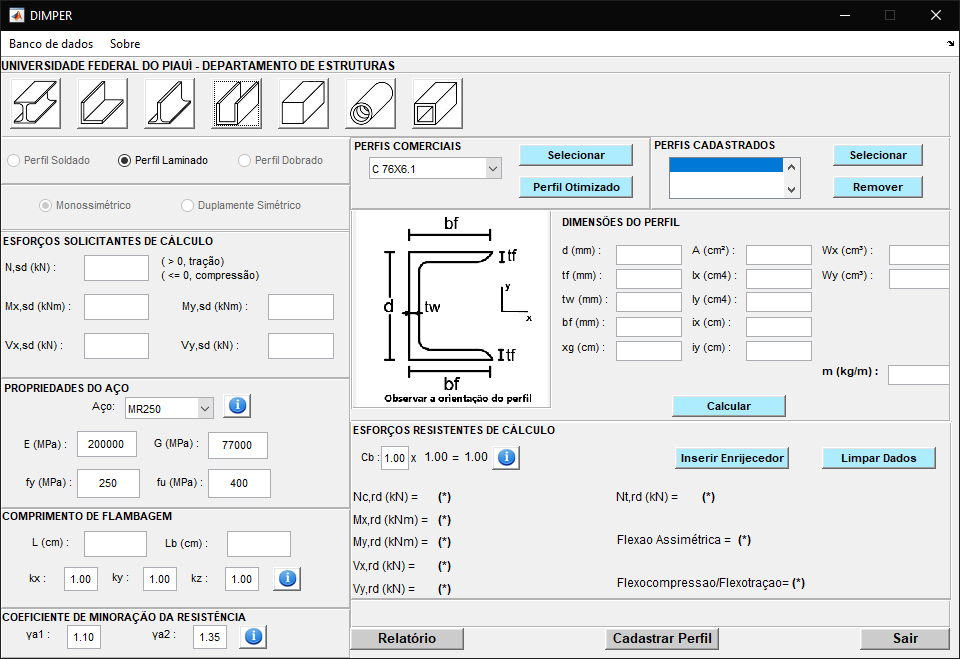 DIMPER
Banco de dados Sobre
UNIVERSIDADE FEDERAL DO PIAUÌ - DEPARTAMENTO DE ESTRUTURAS
Perfil Soldado Perfil Laminado Perfil Dobrado
Monossimétrico Duplamente Simétrico
PERFIS COMERCIAIS
C 76X6.1
Selecionar
Perfil Otimizado
PERFIS CADASTRADOS
Selecionar
Remover
ESFORÇOS SOLICITANTES DE CÁLCULO
N,sd (kN) : ( > 0, tração)
( <= 0, compressão)
Mx,sd (kNm) : My,sd (kNm) :
Vx,sd (kN) : Vy,sd (kN) :
PROPRIEDADES DO AÇO
Aço: MR250
E (MPa) : 200000 G (MPa) : 77000
fy (MPa) : 250 fu (MPa) : 400
COMPRIMENTO DE FLAMBAGEM
L (cm) : Lb (cm) :
kx : 1.00 ky : 1.00 kz : 1.00
COEFICIENTE DE MINORAÇÃO DA RESISTÊNCIA
γa1 : 1.10 γa2 : 1.35
bf
tf
d
tw
y
x
tf
bf
Observar a orientação do perfil
DIMENSÕES DO PERFIL
d (mm) : A (cm²) : Wx (cm³) :
tf (mm) : Ix (cm4) : Wy (cm³) :
tw (mm) : Iy (cm4) :
bf (mm) : ix (cm) :
xg (cm) : iy (cm) :
m (kg/m) :
Calcular
ESFORÇOS RESISTENTES DE CÁLCULO
Cb : 1.00 x 1.00 = 1.00
Inserir Enrijecedor
Limpar Dados
Nc,rd (kN) = (*) Nt,rd (kN) = (*)
Mx,rd (kNm) = (*)
My,rd (kNm) = (*) Flexao Assimétrica = (*)
Vx,rd (kN) = (*)
Vy,rd (kN) = (*) Flexocompressao/Flexotraçao= (*)
Relatório Cadastrar Perfil Sair